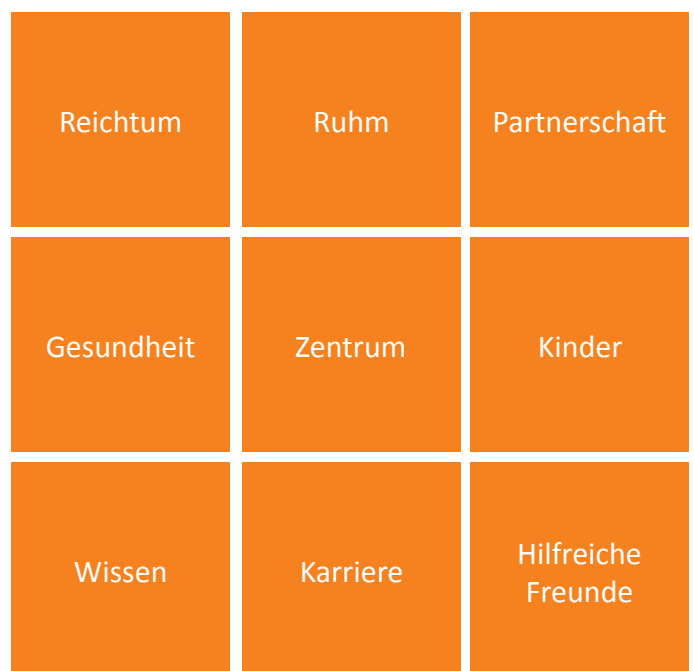 Reichtum
Ruhm
Partnerschaft
Gesundheit
Zentrum
Kinder
Wissen
Karriere
Hilfreiche
Freunde